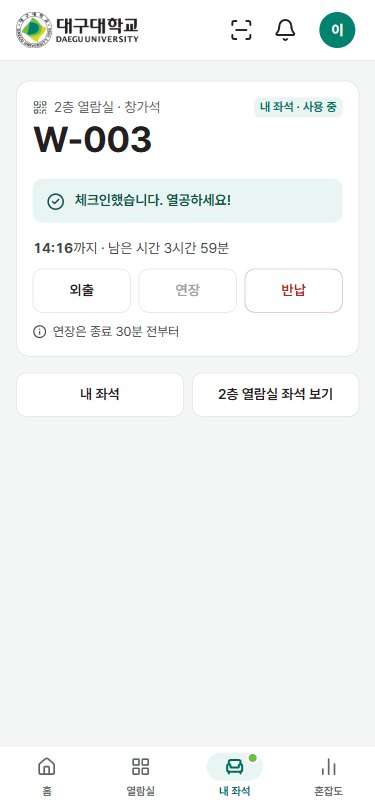 대구대학교
DAEGU UNIVERSITY
이
2층 열람실 · 창가석
내 좌석 · 사용 중
W-003
체크인했습니다. 열공하세요!
14:16까지 · 남은 시간 3시간 59분
외출
연장
반납
연장은 종료 30분 전부터
내 좌석
2층 열람실 좌석 보기
홈
열람실
내 좌석
혼잡도